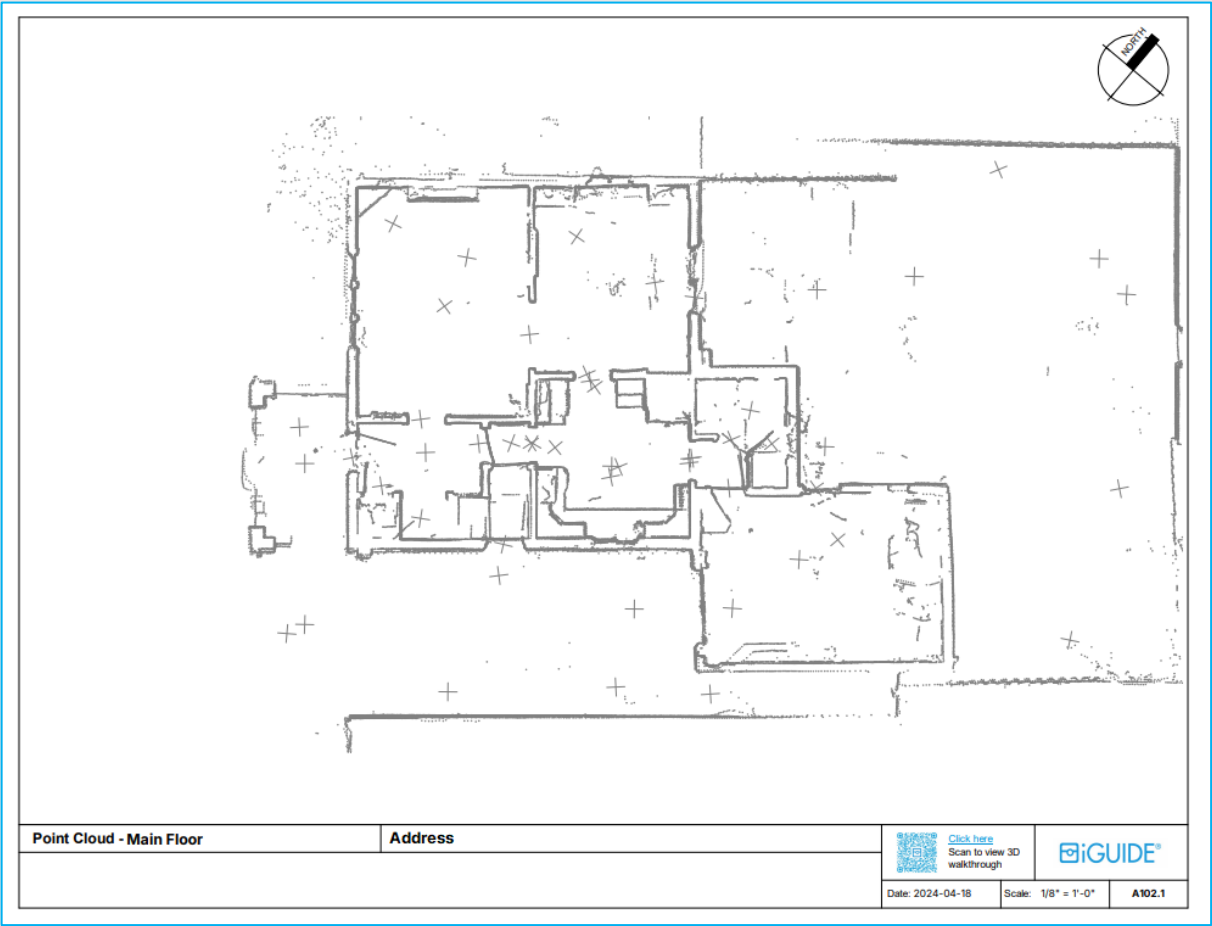 NORTH
Point Cloud - Main Floor
Address
Click here
Scan to view 3D
walkthrough
iGUIDE®
Date: 2024-04-18
Scale: 1/8" = 1'-0"
A102.1